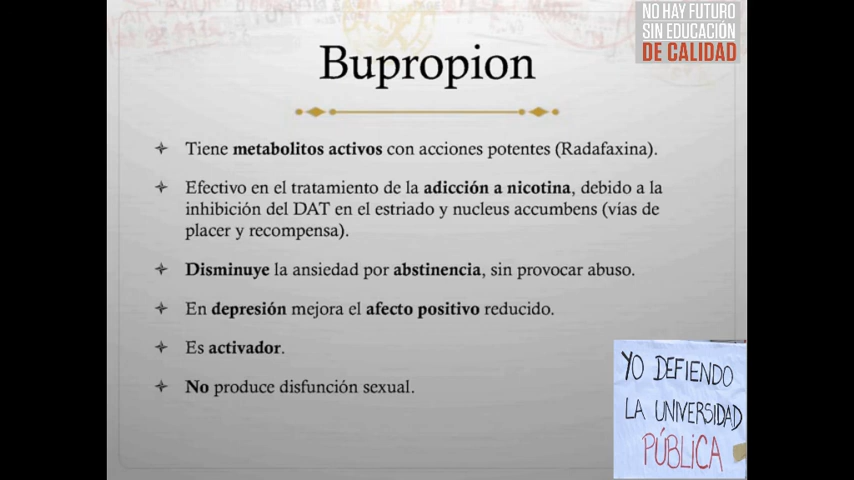 NO HAY FUTURO
SIN EDUCACIÓN
DE CALIDAD
Bupropion
Tiene metabolitos activos con acciones potentes (Radafaxina).
Efectivo en el tratamiento de la adicción a nicotina, debido a la
inhibición del DAT en el estriado y nucleus accumbens (vías de
placer y recompensa).
Disminuye la ansiedad por abstinencia, sin provocar abuso.
En depresión mejora el afecto positivo reducido.
Es activador.
No produce disfunción sexual.
YO DEFIENDO
LA UNIVERSIDAD
PÚBLICA